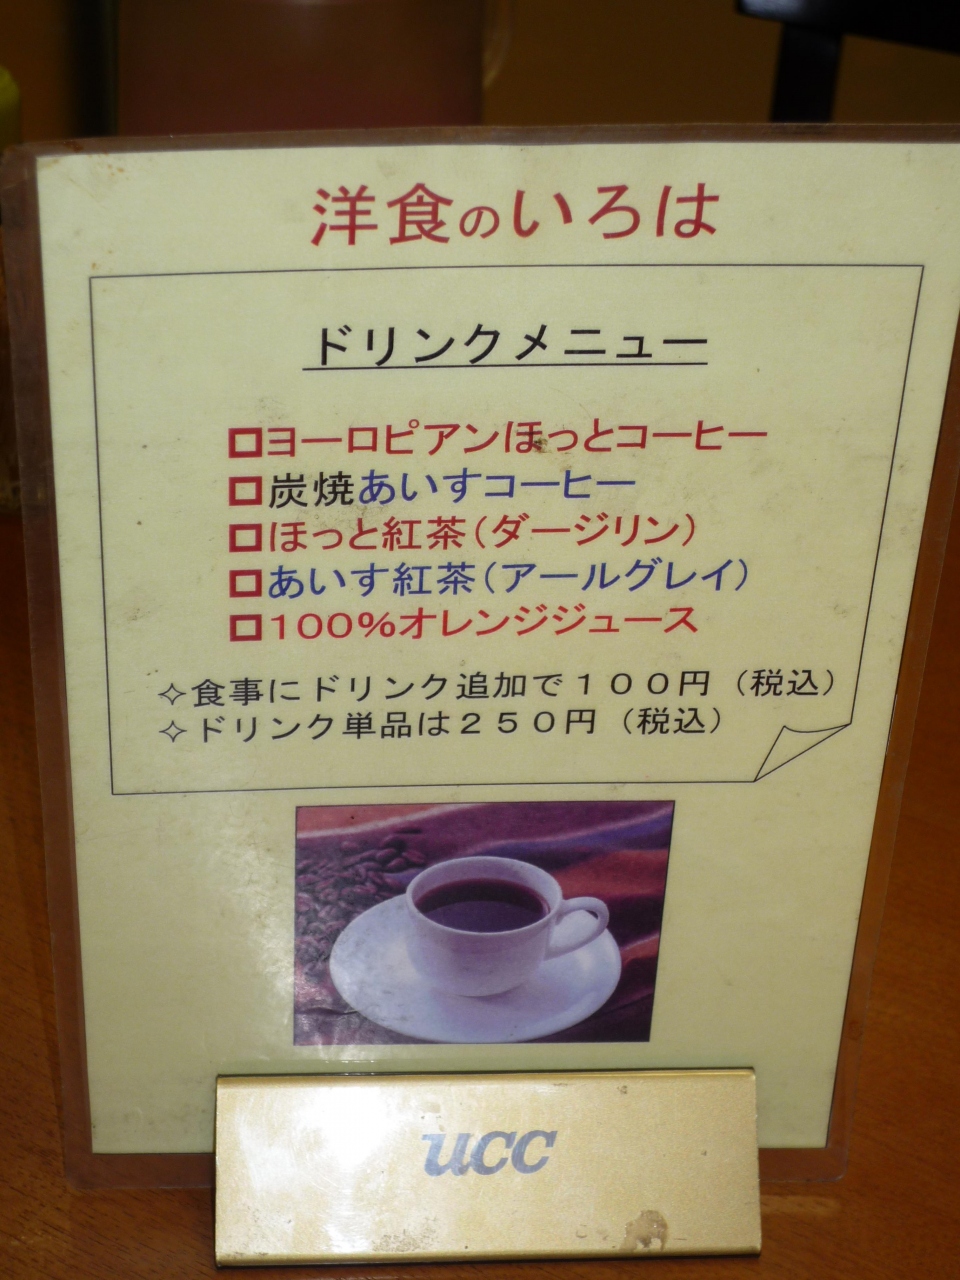 洋食のいろは
ドリンクメニュー
ヨーロピアンほっとコーヒー
炭焼あいすコーヒー
ほっと紅茶（ダージリン）
あいす紅茶（アールグレイ）
１００％オレンジジュース
✧食事にドリンク追加で１００円（税込）
✧ドリンク単品は２５０円（税込）
ucc